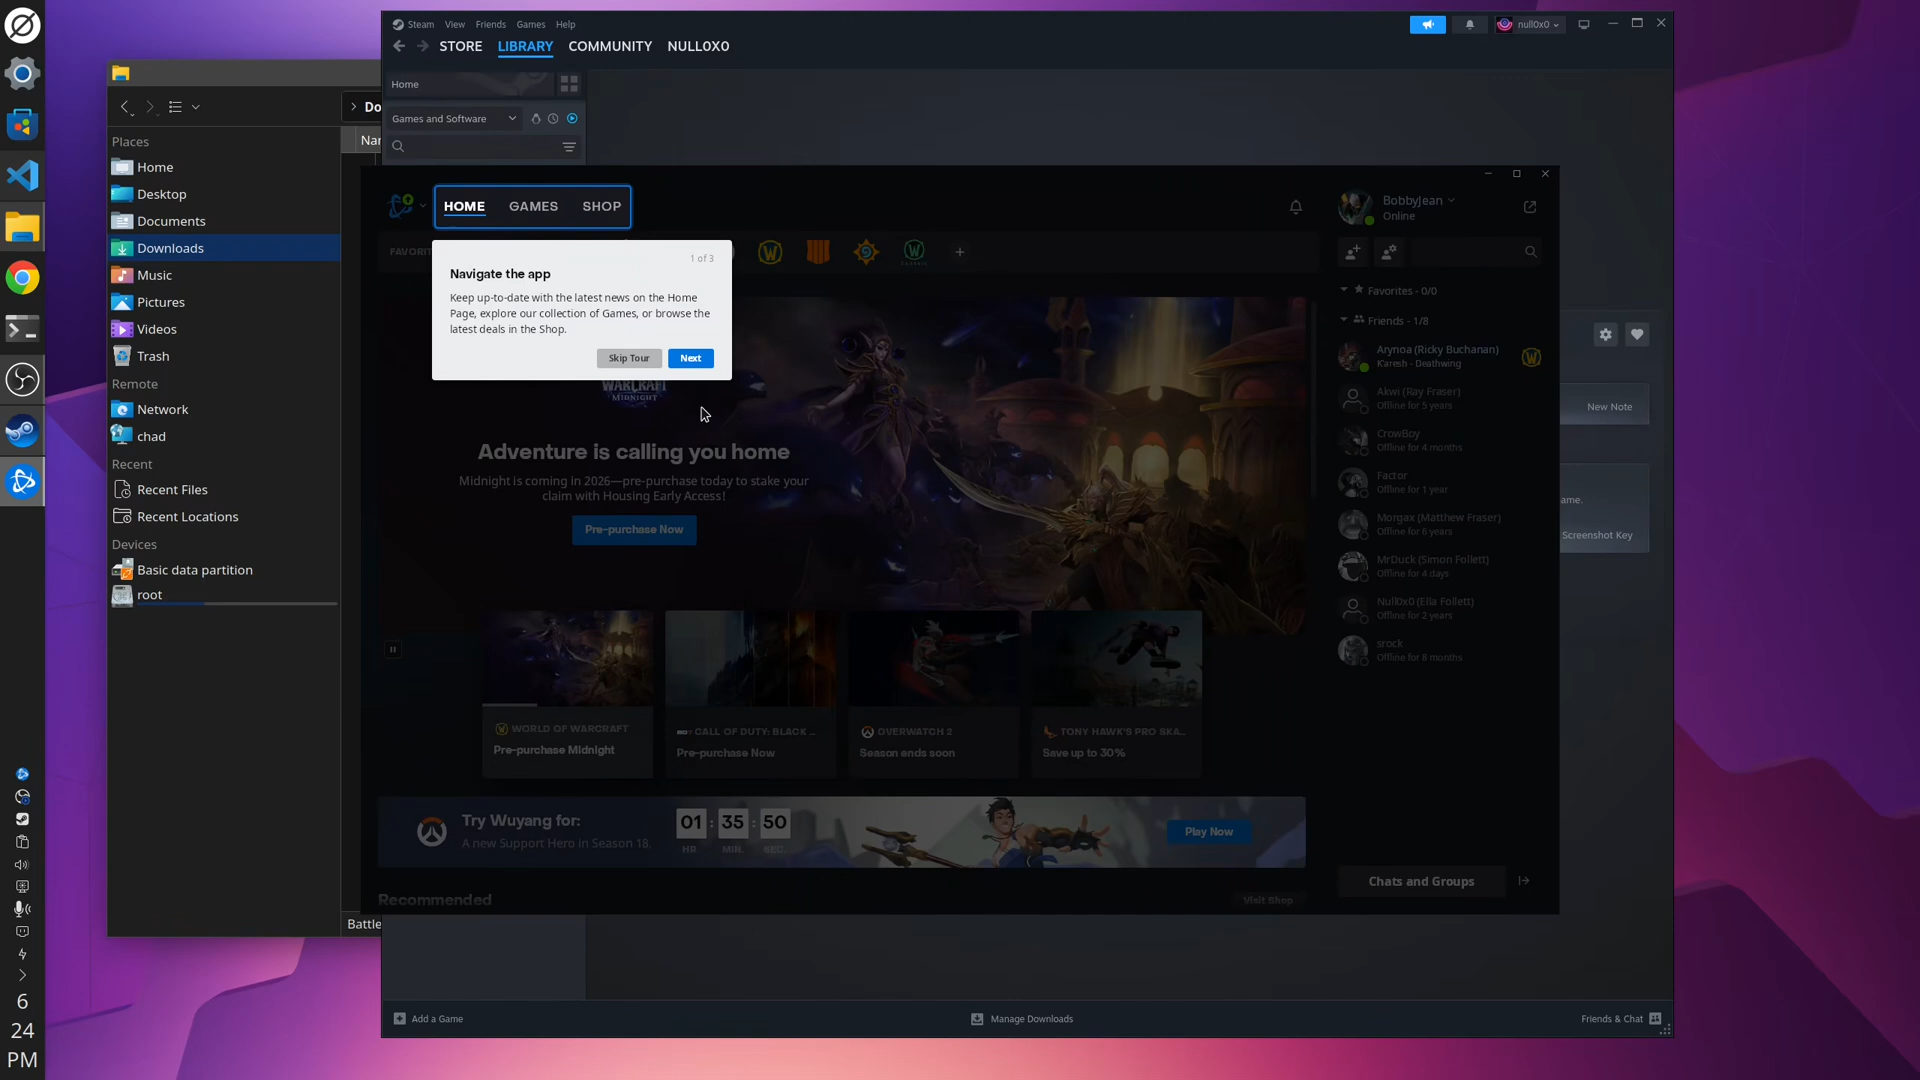 Steam View Friends Games Help
null0x0
STORE LIBRARY COMMUNITY NULL0X0
Home
Games and Software
Do
Nar
Places
Home
Desktop
Documents
Downloads
Music
Pictures
Videos
Trash
Remote
Network
chad
Recent
Recent Files
Recent Locations
Devices
Basic data partition
root
Battle
HOME GAMES SHOP
FAVORIT
1 of 3
Navigate the app
Keep up-to-date with the latest news on the Home
Page, explore our collection of Games, or browse the
latest deals in the Shop.
Skip Tour Next
WARCRAFT
MIDNIGHT
Adventure is calling you home
Midnight is coming in 2026—pre-purchase today to stake your
claim with Housing Early Access!
Pre-purchase Now
WORLD OF WARCRAFT
Pre-purchase Midnight
CALL OF DUTY: BLACK ...
Pre-purchase Now
OVERWATCH 2
Season ends soon
TONY HAWK'S PRO SKA...
Save up to 30%
Try Wuyang for:
A new Support Hero in Season 18.
01 : 35 : 50
HR MIN. SEC.
Play Now
Recommended
Visit Shop
BobbyJean
Online
Favorites - 0/0
Friends - 1/8
Arynoa (Ricky Buchanan)
K'aresh - Deathwing
Akwi (Ray Fraser)
Offline for 5 years
CrowBoy
Offline for 4 months
Factor
Offline for 1 year
Morgax (Matthew Fraser)
Offline for 6 years
MrDuck (Simon Follett)
Offline for 4 days
Null0x0 (Ella Follett)
Offline for 2 years
srock
Offline for 8 months
Chats and Groups
New Note
ame.
Screenshot Key
Add a Game
Manage Downloads
Friends & Chat
6
24
PM